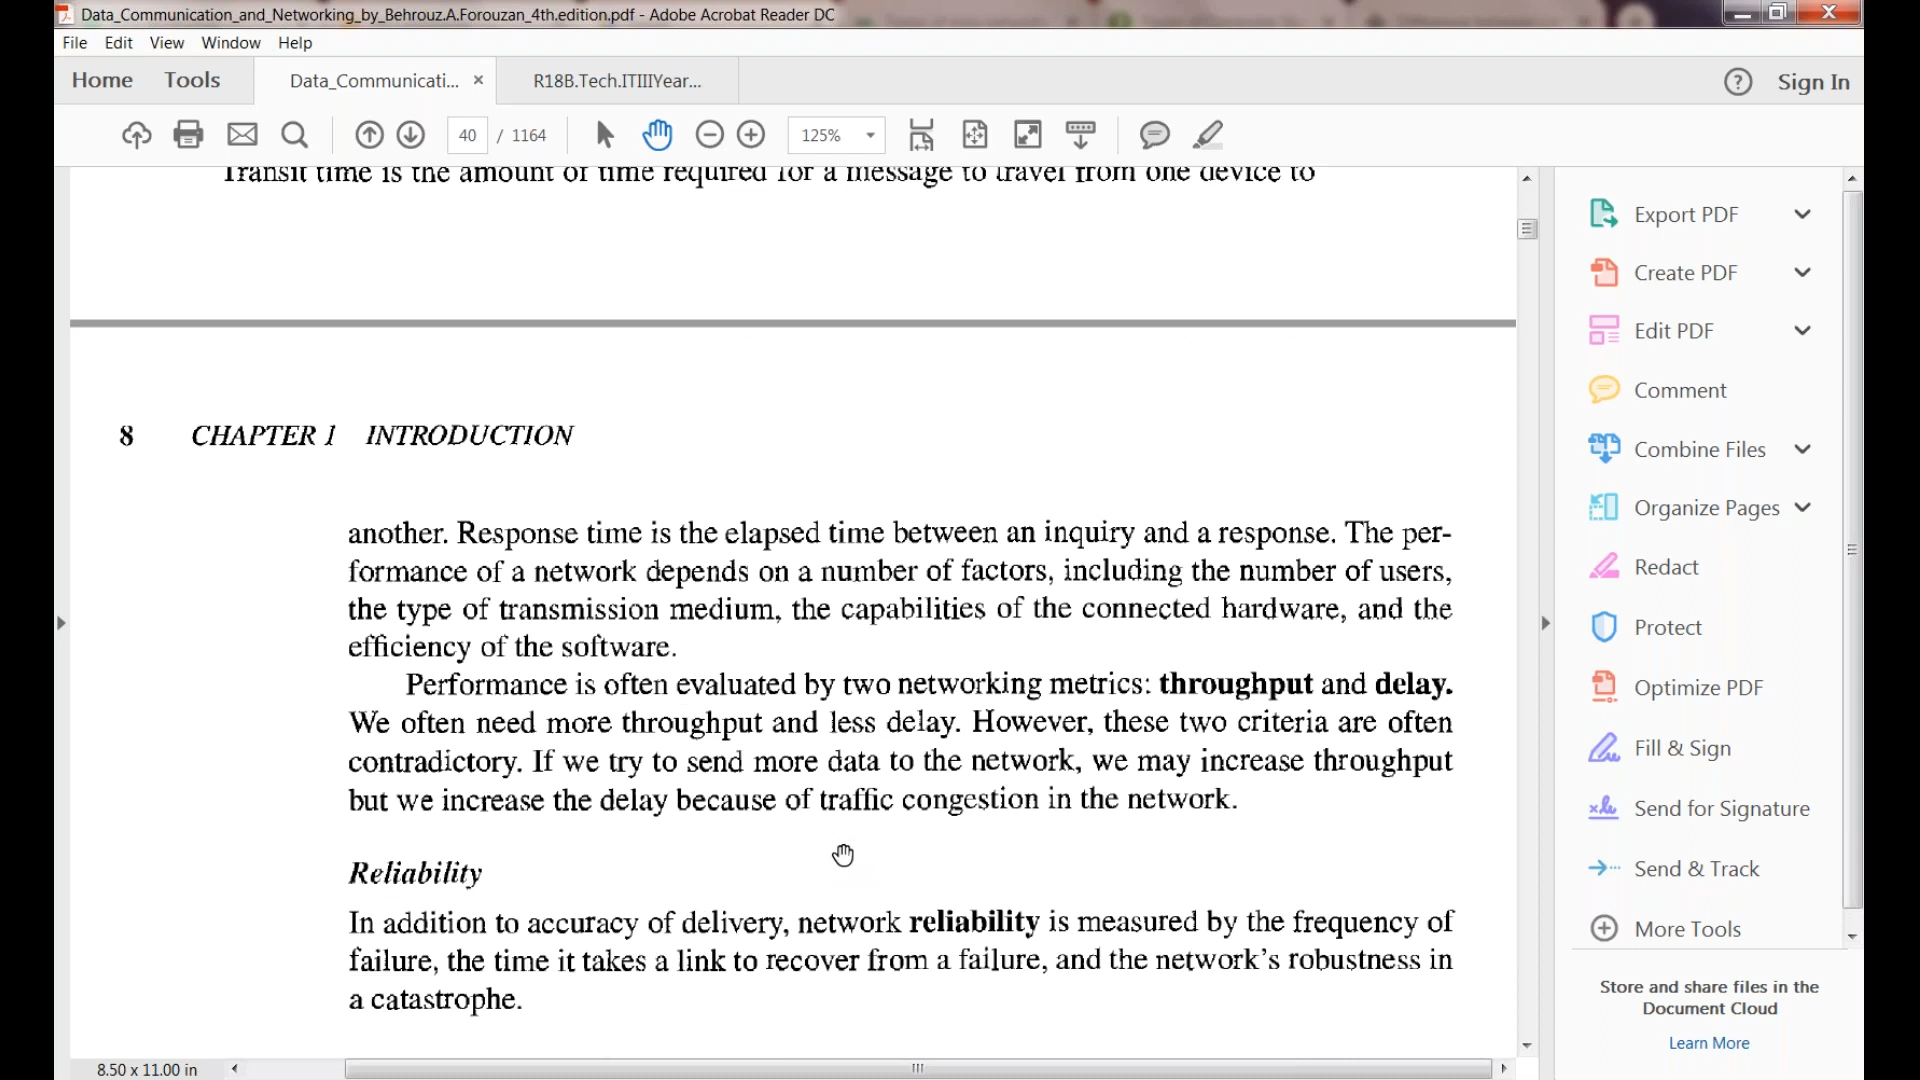 Data_Communication_and_Networking_by_Behrouz.A.Forouzan_4th.edition.pdf - Adobe Acrobat Reader DC
File Edit View Window Help
Home Tools Data_Communicati... × R18B.Tech.ITIIIYear... ? Sign In
40 / 1164 125%
Transit time is the amount of time required for a message to travel from one device to
8 CHAPTER 1 INTRODUCTION
another. Response time is the elapsed time between an inquiry and a response. The per-
formance of a network depends on a number of factors, including the number of users,
the type of transmission medium, the capabilities of the connected hardware, and the
efficiency of the software.
Performance is often evaluated by two networking metrics: throughput and delay.
We often need more throughput and less delay. However, these two criteria are often
contradictory. If we try to send more data to the network, we may increase throughput
but we increase the delay because of traffic congestion in the network.
Reliability
In addition to accuracy of delivery, network reliability is measured by the frequency of
failure, the time it takes a link to recover from a failure, and the network's robustness in
a catastrophe.
8.50 x 11.00 in
Export PDF
Create PDF
Edit PDF
Comment
Combine Files
Organize Pages
Redact
Protect
Optimize PDF
Fill & Sign
Send for Signature
Send & Track
More Tools
Store and share files in the
Document Cloud
Learn More